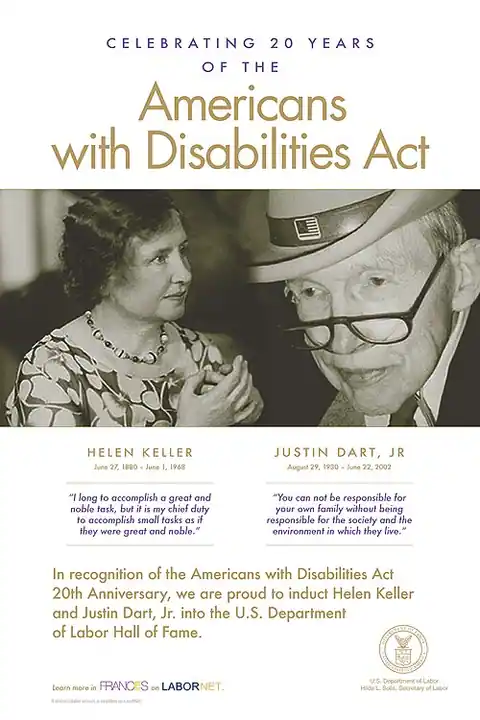 CELEBRATING 20 YEARS
OF THE
Americans
with Disabilities Act
HELEN KELLER
June 27, 1880 – June 1, 1968
"I long to accomplish a great and
noble task, but it is my chief duty
to accomplish small tasks as if
they were great and noble."
JUSTIN DART, JR
August 29, 1930 – June 22, 2002
"You can not be responsible for
your own family without being
responsible for the society and the
environment in which they live."
In recognition of the Americans with Disabilities Act
20th Anniversary, we are proud to induct Helen Keller
and Justin Dart, Jr. into the U.S. Department
of Labor Hall of Fame.
Learn more in FRANCES on LABORNET.
U.S. Department of Labor
Hilda L. Solis, Secretary of Labor